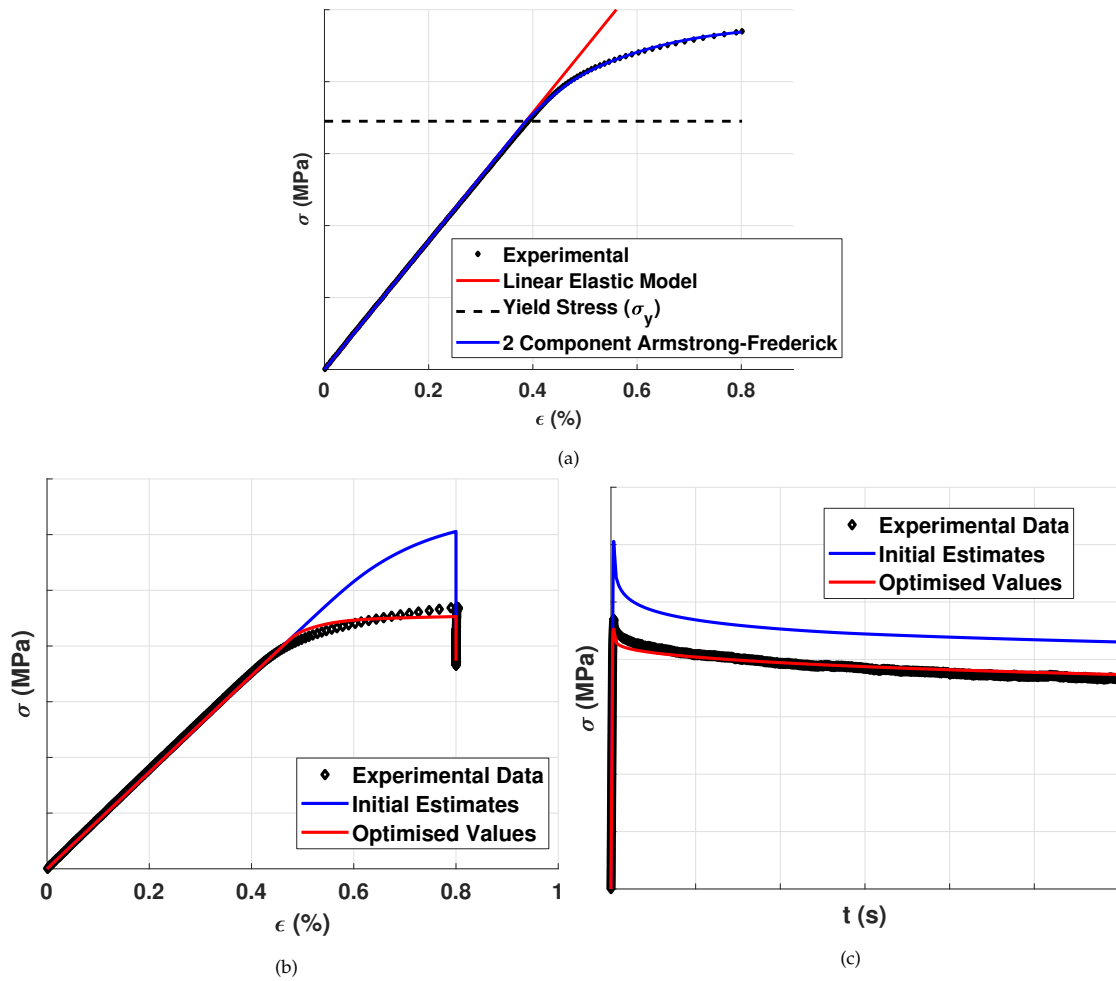 σ (MPa)
Experimental
Linear Elastic Model
Yield Stress (σ_y)
2 Component Armstrong-Frederick
0 0.2 0.4 0.6 0.8
ϵ (%)
(a)
σ (MPa)
Experimental Data
Initial Estimates
Optimised Values
0 0.2 0.4 0.6 0.8 1
ϵ (%)
(b)
σ (MPa)
Experimental Data
Initial Estimates
Optimised Values
t (s)
(c)